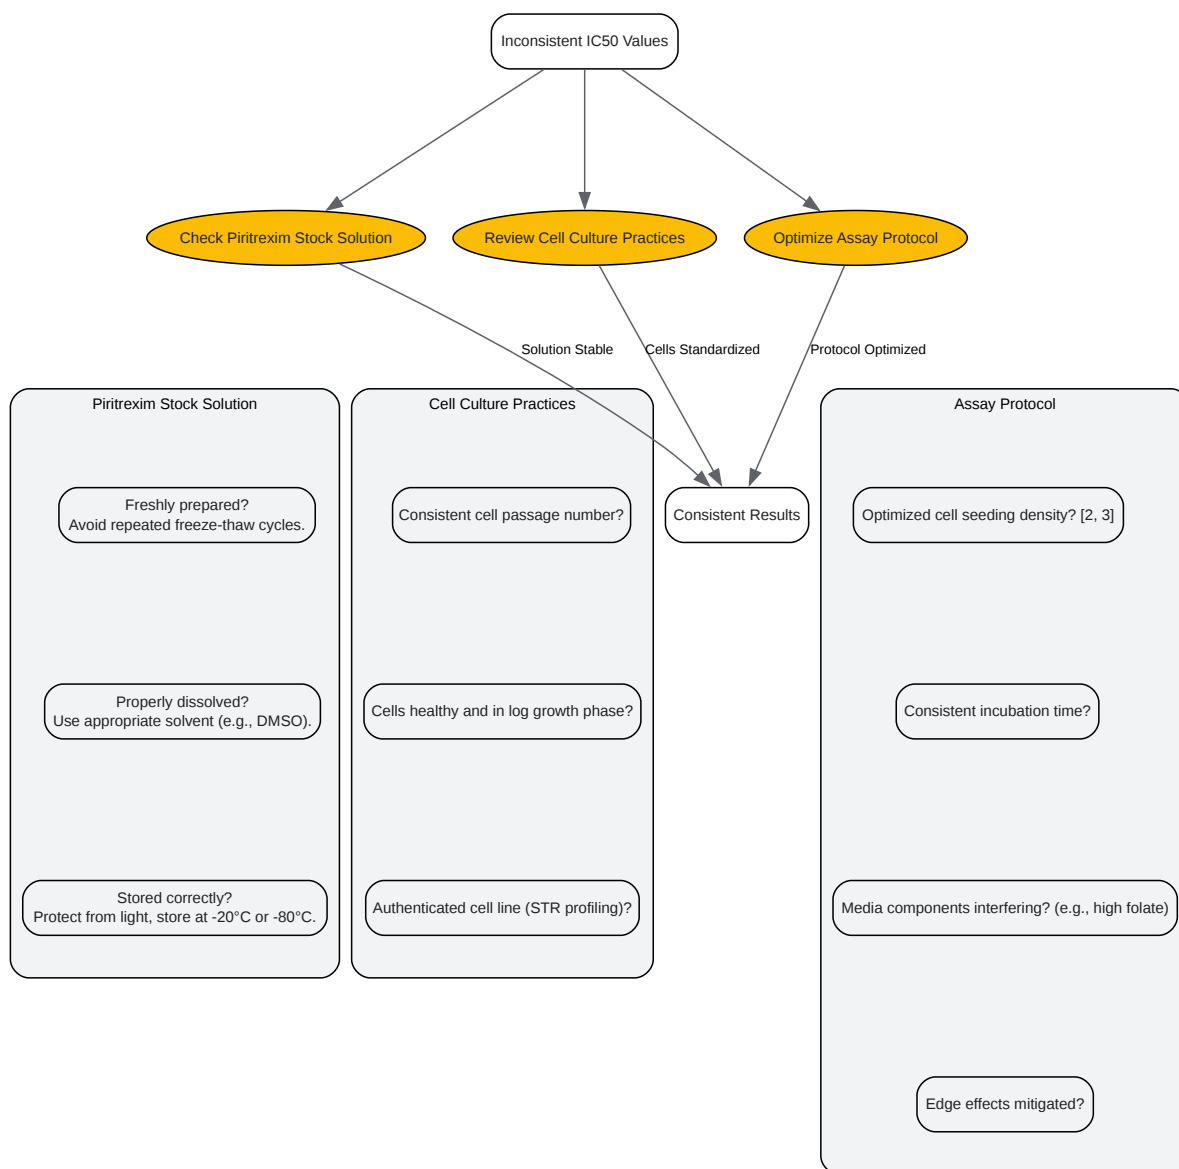 Inconsistent IC50 Values
Check Piritrexim Stock Solution
Review Cell Culture Practices
Optimize Assay Protocol
Solution Stable
Cells Standardized
Protocol Optimized
Piritrexim Stock Solution
Freshly prepared?
Avoid repeated freeze-thaw cycles.
Properly dissolved?
Use appropriate solvent (e.g., DMSO).
Stored correctly?
Protect from light, store at -20°C or -80°C.
Cell Culture Practices
Consistent cell passage number?
Cells healthy and in log growth phase?
Authenticated cell line (STR profiling)?
Consistent Results
Assay Protocol
Optimized cell seeding density? [2, 3]
Consistent incubation time?
Media components interfering? (e.g., high folate)
Edge effects mitigated?